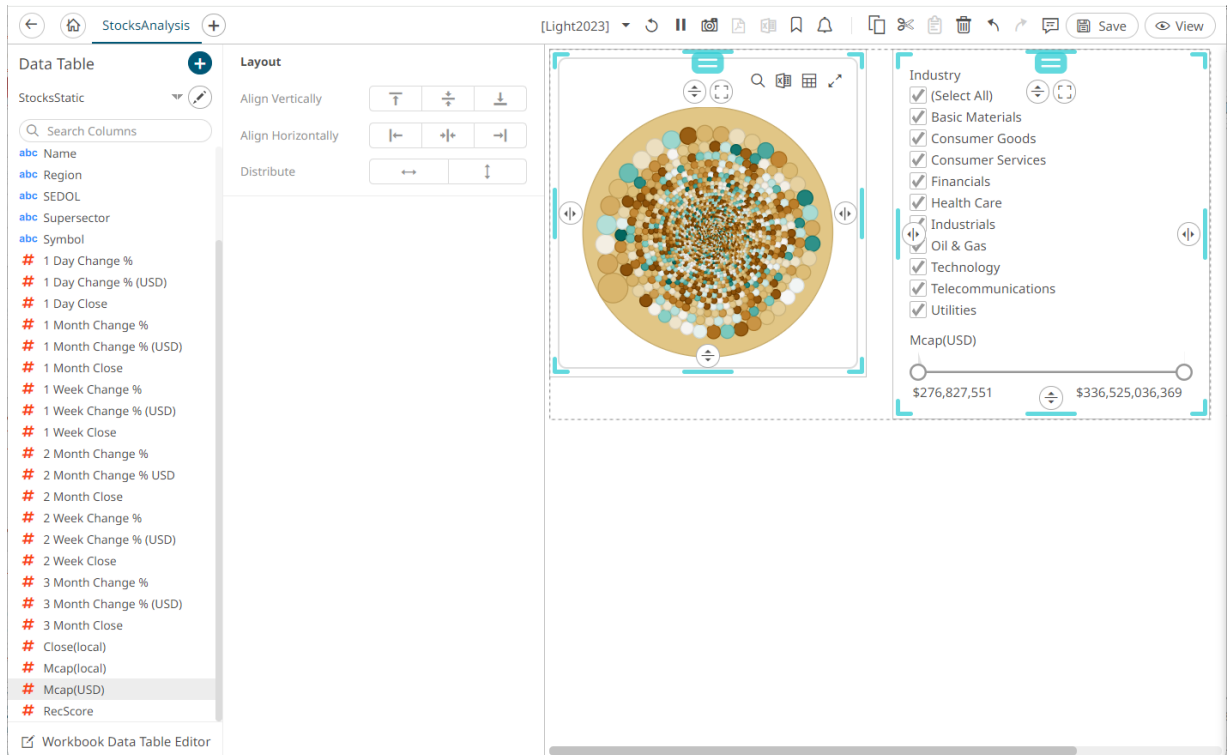 StocksAnalysis
[Light2023]
Save
View
Data Table
StocksStatic
Search Columns
abc Name
abc Region
abc SEDOL
abc Supersector
abc Symbol
# 1 Day Change %
# 1 Day Change % (USD)
# 1 Day Close
# 1 Month Change %
# 1 Month Change % (USD)
# 1 Month Close
# 1 Week Change %
# 1 Week Change % (USD)
# 1 Week Close
# 2 Month Change %
# 2 Month Change % USD
# 2 Month Close
# 2 Week Change %
# 2 Week Change % (USD)
# 2 Week Close
# 3 Month Change %
# 3 Month Change % (USD)
# 3 Month Close
# Close(local)
# Mcap(local)
# Mcap(USD)
# RecScore
Workbook Data Table Editor
Layout
Align Vertically
Align Horizontally
Distribute
Industry
(Select All)
Basic Materials
Consumer Goods
Consumer Services
Financials
Health Care
Industrials
Oil & Gas
Technology
Telecommunications
Utilities
Mcap(USD)
$276,827,551
$336,525,036,369